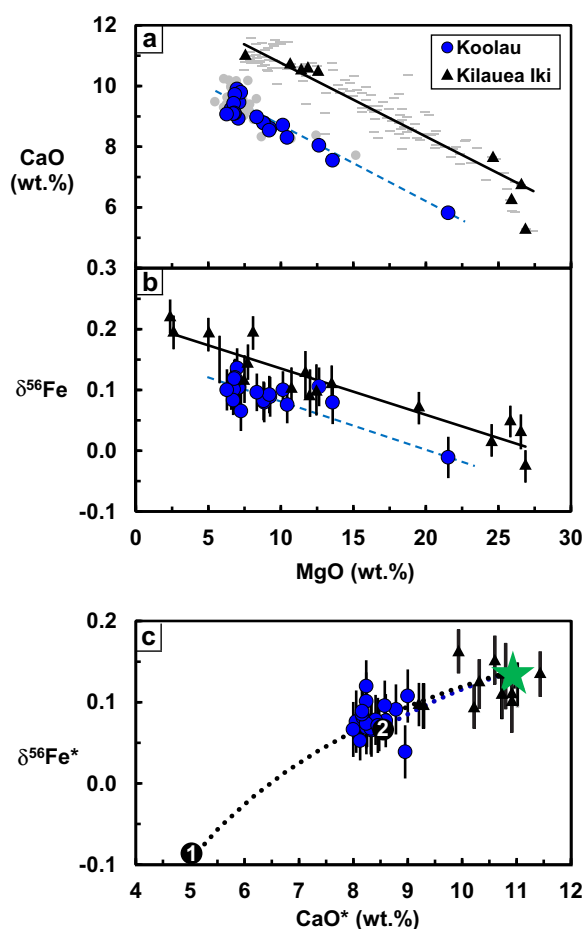 a
Koolau
Kilauea Iki
12
10
8
6
CaO
(wt.%)
b
0.3
0.2
0.1
0.0
-0.1
δ⁵⁶Fe
0 5 10 15 20 25 30
MgO (wt.%)
c
0.2
0.1
0.0
-0.1
δ⁵⁶Fe*
2
1
4 5 6 7 8 9 10 11 12
CaO* (wt.%)